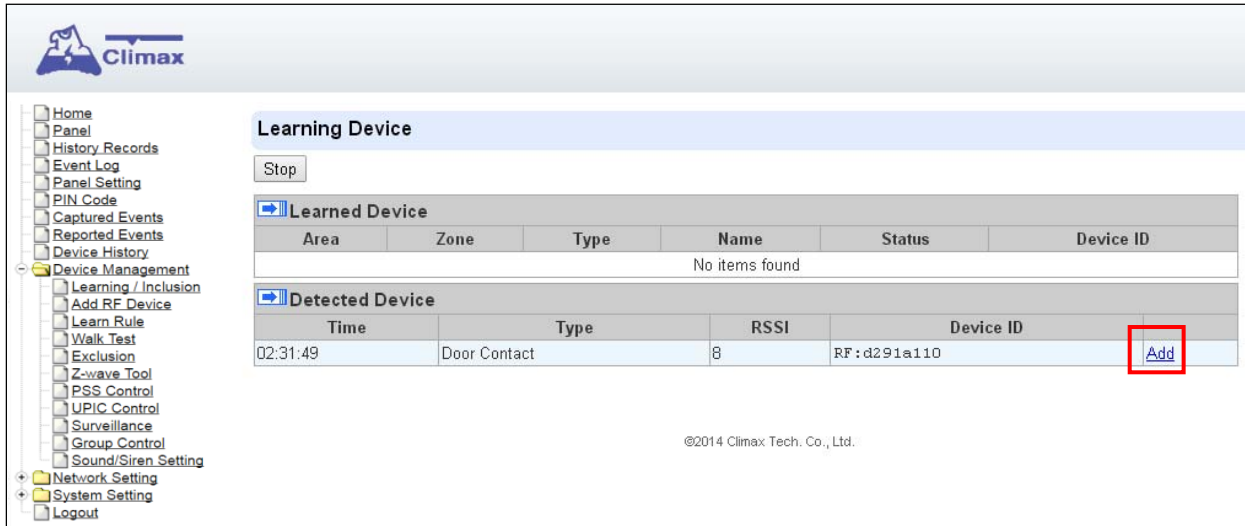 Climax
Home
Panel
History Records
Event Log
Panel Setting
PIN Code
Captured Events
Reported Events
Device History
Device Management
Learning / Inclusion
Add RF Device
Learn Rule
Walk Test
Exclusion
Z-wave Tool
PSS Control
UPIC Control
Surveillance
Group Control
Sound/Siren Setting
Network Setting
System Setting
Logout
Learning Device
Stop
Learned Device
Area Zone Type Name Status Device ID
No items found
Detected Device
Time Type RSSI Device ID
02:31:49 Door Contact 8 RF:d291a110 Add
©2014 Climax Tech. Co., Ltd.